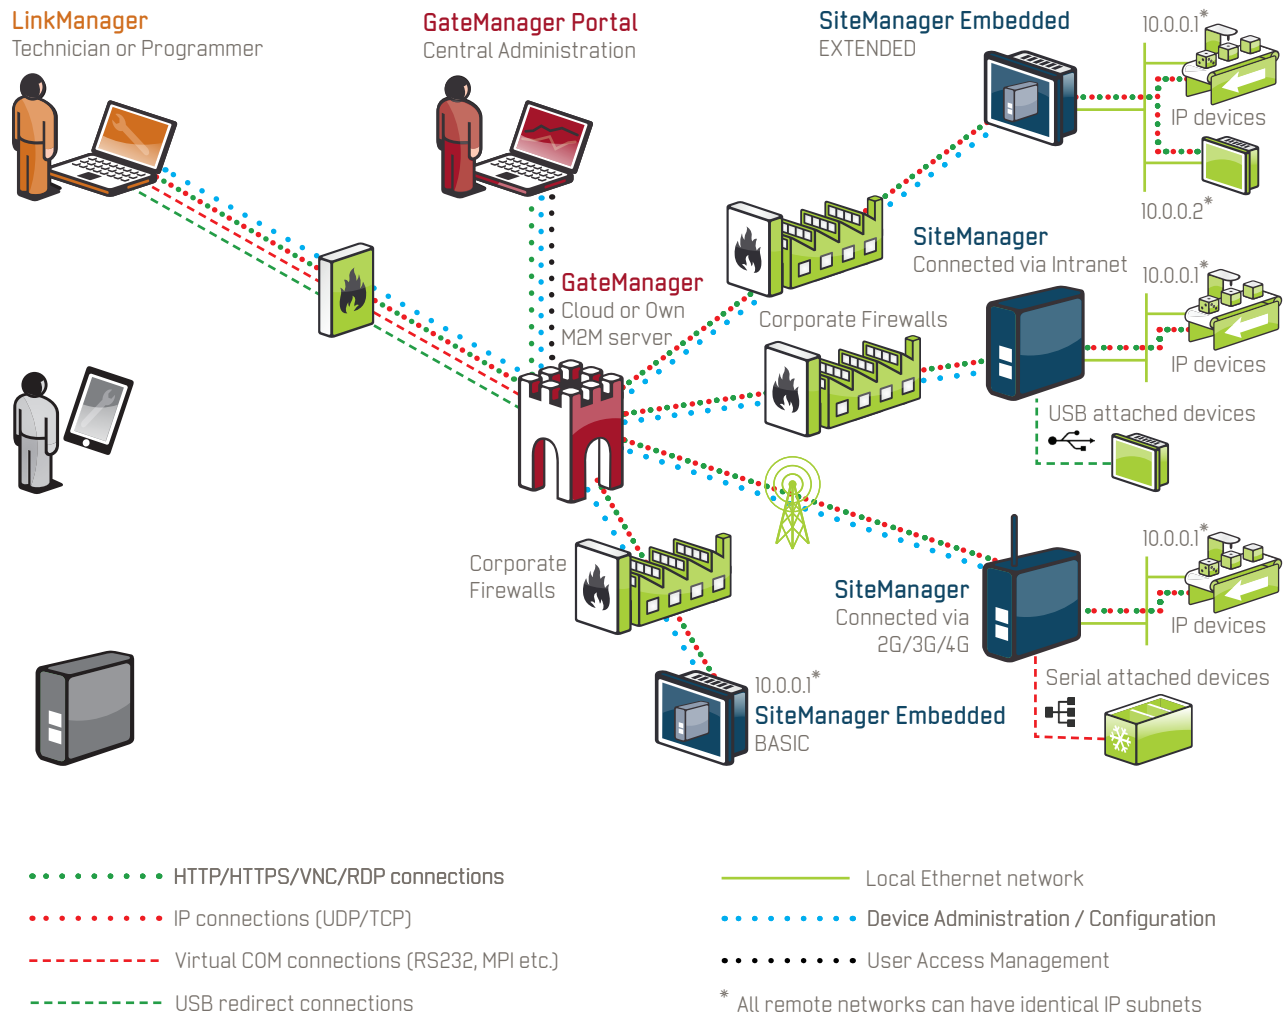 LinkManager
Technician or Programmer
GateManager Portal
Central Administration
SiteManager Embedded
EXTENDED
10.0.0.1*
IP devices
10.0.0.2*
SiteManager
Connected via Intranet
10.0.0.1*
IP devices
GateManager
Cloud or Own
M2M server
Corporate Firewalls
USB attached devices
Corporate
Firewalls
SiteManager
Connected via
2G/3G/4G
10.0.0.1*
IP devices
Serial attached devices
10.0.0.1*
SiteManager Embedded
BASIC
HTTP/HTTPS/VNC/RDP connections
IP connections (UDP/TCP)
Virtual COM connections (RS232, MPI etc.)
USB redirect connections
Local Ethernet network
Device Administration / Configuration
User Access Management
* All remote networks can have identical IP subnets